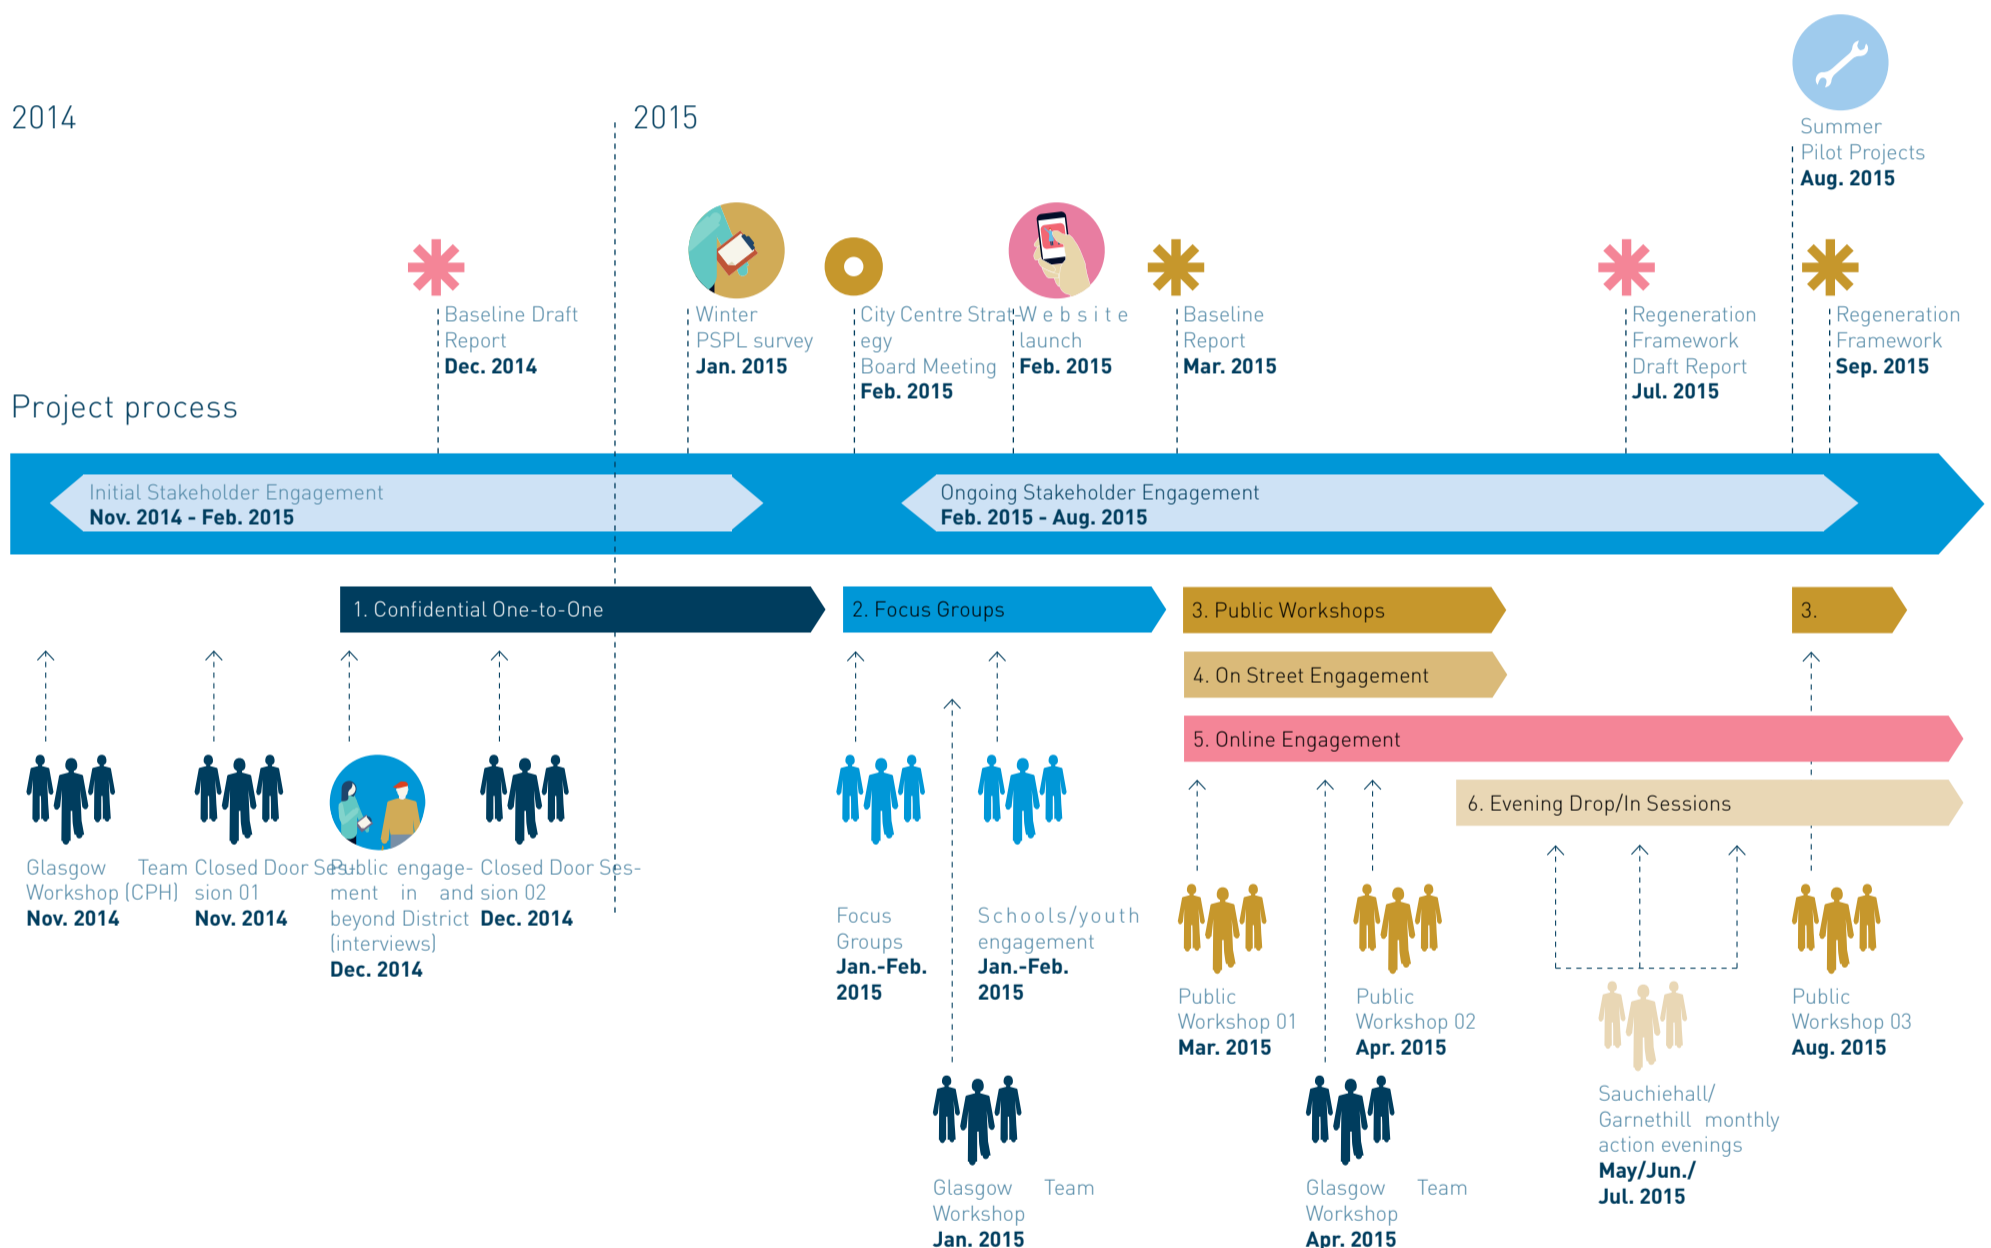 2014
2015
Summer
Pilot Projects
Aug. 2015
Baseline Draft
Report
Dec. 2014
Winter
PSPL survey
Jan. 2015
City Centre Strat-
egy
Board Meeting
Feb. 2015
Website
launch
Feb. 2015
Baseline
Report
Mar. 2015
Regeneration
Framework
Draft Report
Jul. 2015
Regeneration
Framework
Sep. 2015
Project process
Initial Stakeholder Engagement
Nov. 2014 - Feb. 2015
Ongoing Stakeholder Engagement
Feb. 2015 - Aug. 2015
1. Confidential One-to-One
2. Focus Groups
3. Public Workshops
3.
4. On Street Engagement
5. Online Engagement
6. Evening Drop/In Sessions
Glasgow Team
Workshop (CPH)
Nov. 2014
Closed Door Ses-
sion 01
Nov. 2014
Public engage-
ment in and
beyond District
(interviews)
Dec. 2014
Closed Door Ses-
sion 02
Dec. 2014
Focus
Groups
Jan.-Feb.
2015
Schools/youth
engagement
Jan.-Feb.
2015
Public
Workshop 01
Mar. 2015
Public
Workshop 02
Apr. 2015
Public
Workshop 03
Aug. 2015
Sauchiehall/
Garnethill monthly
action evenings
May/Jun./
Jul. 2015
Glasgow Team
Workshop
Jan. 2015
Glasgow Team
Workshop
Apr. 2015